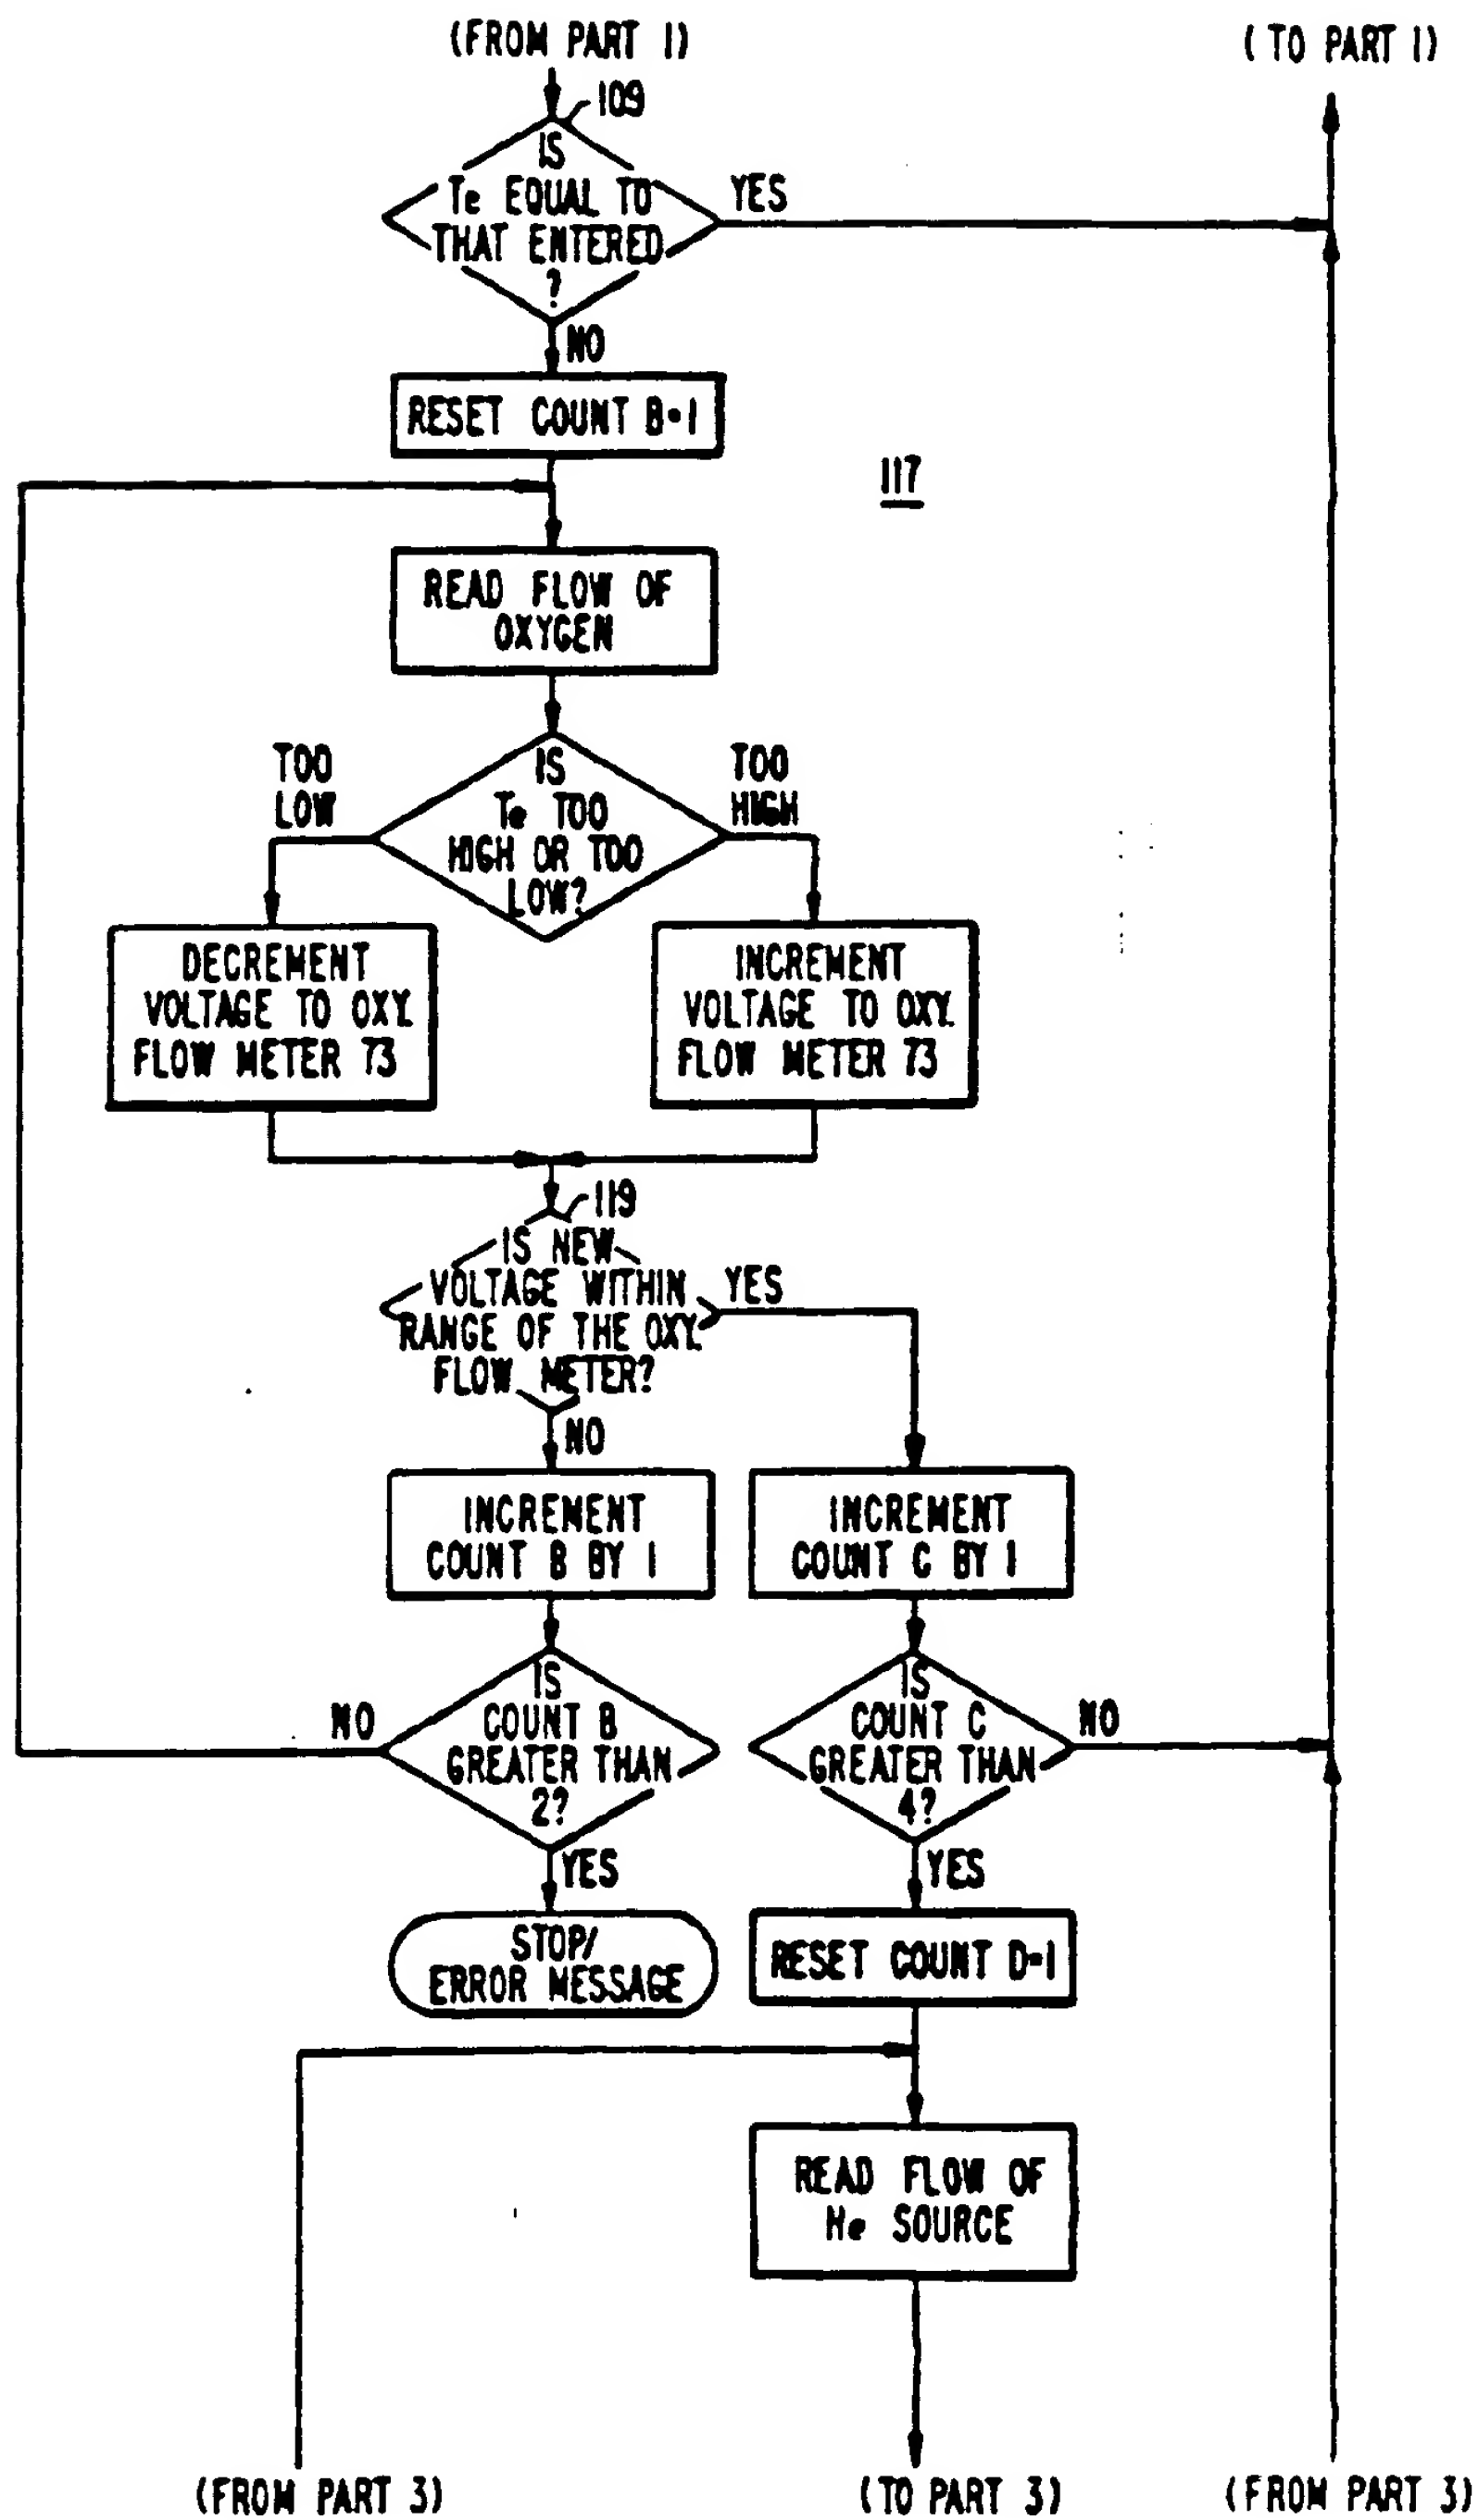 (FROM PART 1)
( TO PART 1)
109
IS
Te EQUAL TO
THAT ENTERED
?
YES
NO
RESET COUNT B=1
117
READ FLOW OF
OXYGEN
TOO
LOW
IS
Te TOO
HIGH OR TOO
LOW?
TOO
HIGH
DECREMENT
VOLTAGE TO OXY.
FLOW METER 73
INCREMENT
VOLTAGE TO OXY.
FLOW METER 73
119
IS NEW
VOLTAGE WITHIN
RANGE OF THE OXY.
FLOW METER?
YES
NO
INCREMENT
COUNT B BY 1
INCREMENT
COUNT C BY 1
NO
IS
COUNT B
GREATER THAN
2?
IS
COUNT C
GREATER THAN
4?
NO
YES
YES
STOP/
ERROR MESSAGE
RESET COUNT D=1
READ FLOW OF
He SOURCE
(FROM PART 3)
(TO PART 3)
(FROM PART 3)